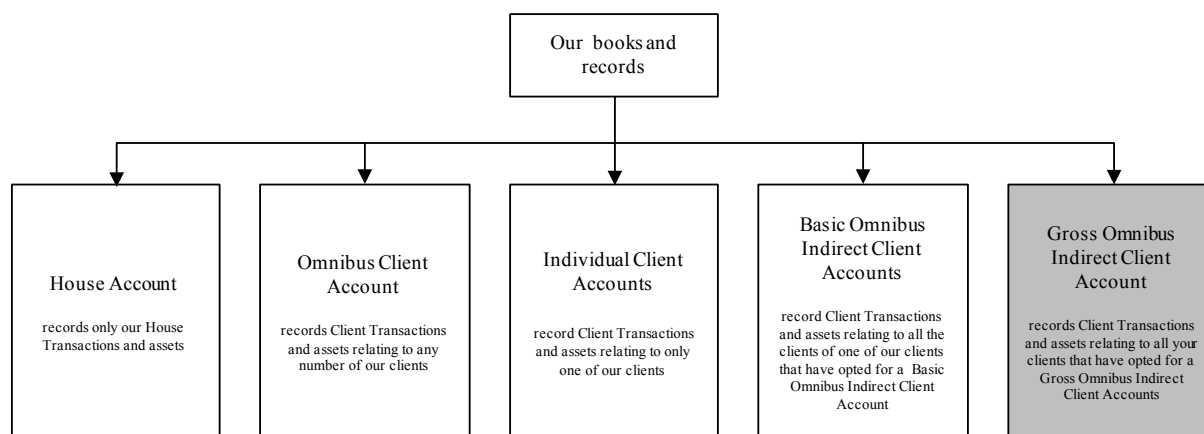 Our books and
records
House Account
records only our House
Transactions and assets
Omnibus Client
Account
records Client Transactions
and assets relating to any
number of our clients
Individual Client
Accounts
record Client Transactions
and assets relating to only
one of our clients
Basic Omnibus
Indirect Client
Accounts
record Client Transactions
and assets relating to all the
clients of one of our clients
that have opted for a Basic
Omnibus Indirect Client
Account
Gross Omnibus
Indirect Client
Account
records Client Transactions
and assets relating to all your
clients that have opted for a
Gross Omnibus Indirect
Client Accounts